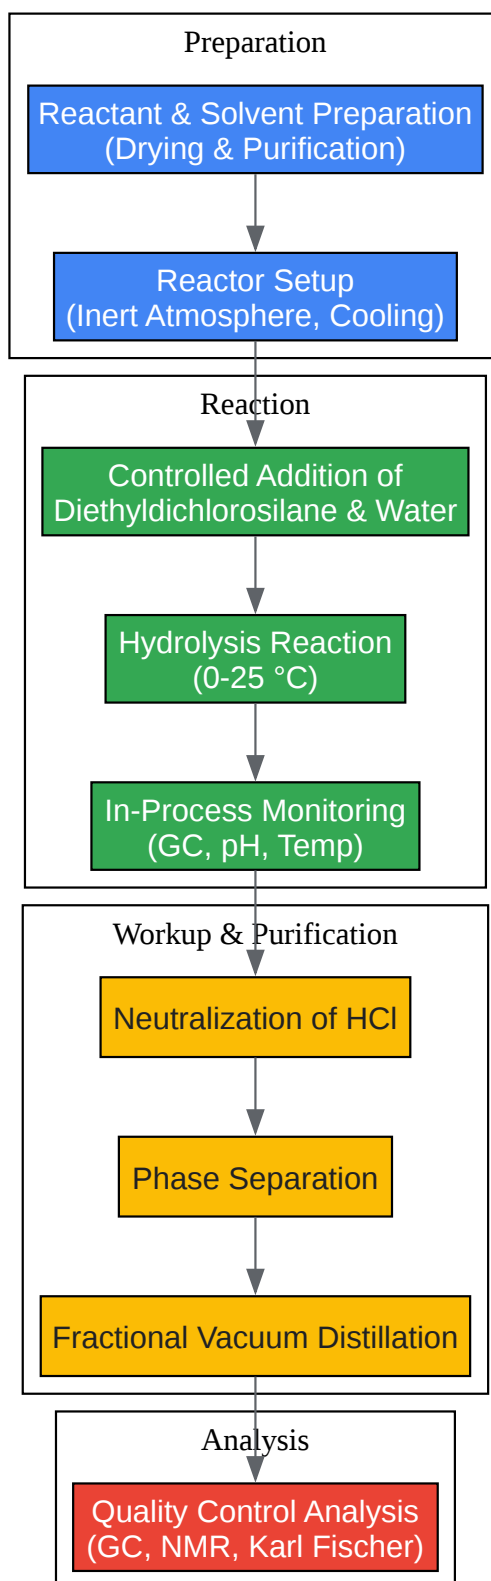 Preparation
Reactant & Solvent Preparation
(Drying & Purification)
Reactor Setup
(Inert Atmosphere, Cooling)
Reaction
Controlled Addition of
Diethyldichlorosilane & Water
Hydrolysis Reaction
(0-25 °C)
In-Process Monitoring
(GC, pH, Temp)
Workup & Purification
Neutralization of HCl
Phase Separation
Fractional Vacuum Distillation
Analysis
Quality Control Analysis
(GC, NMR, Karl Fischer)